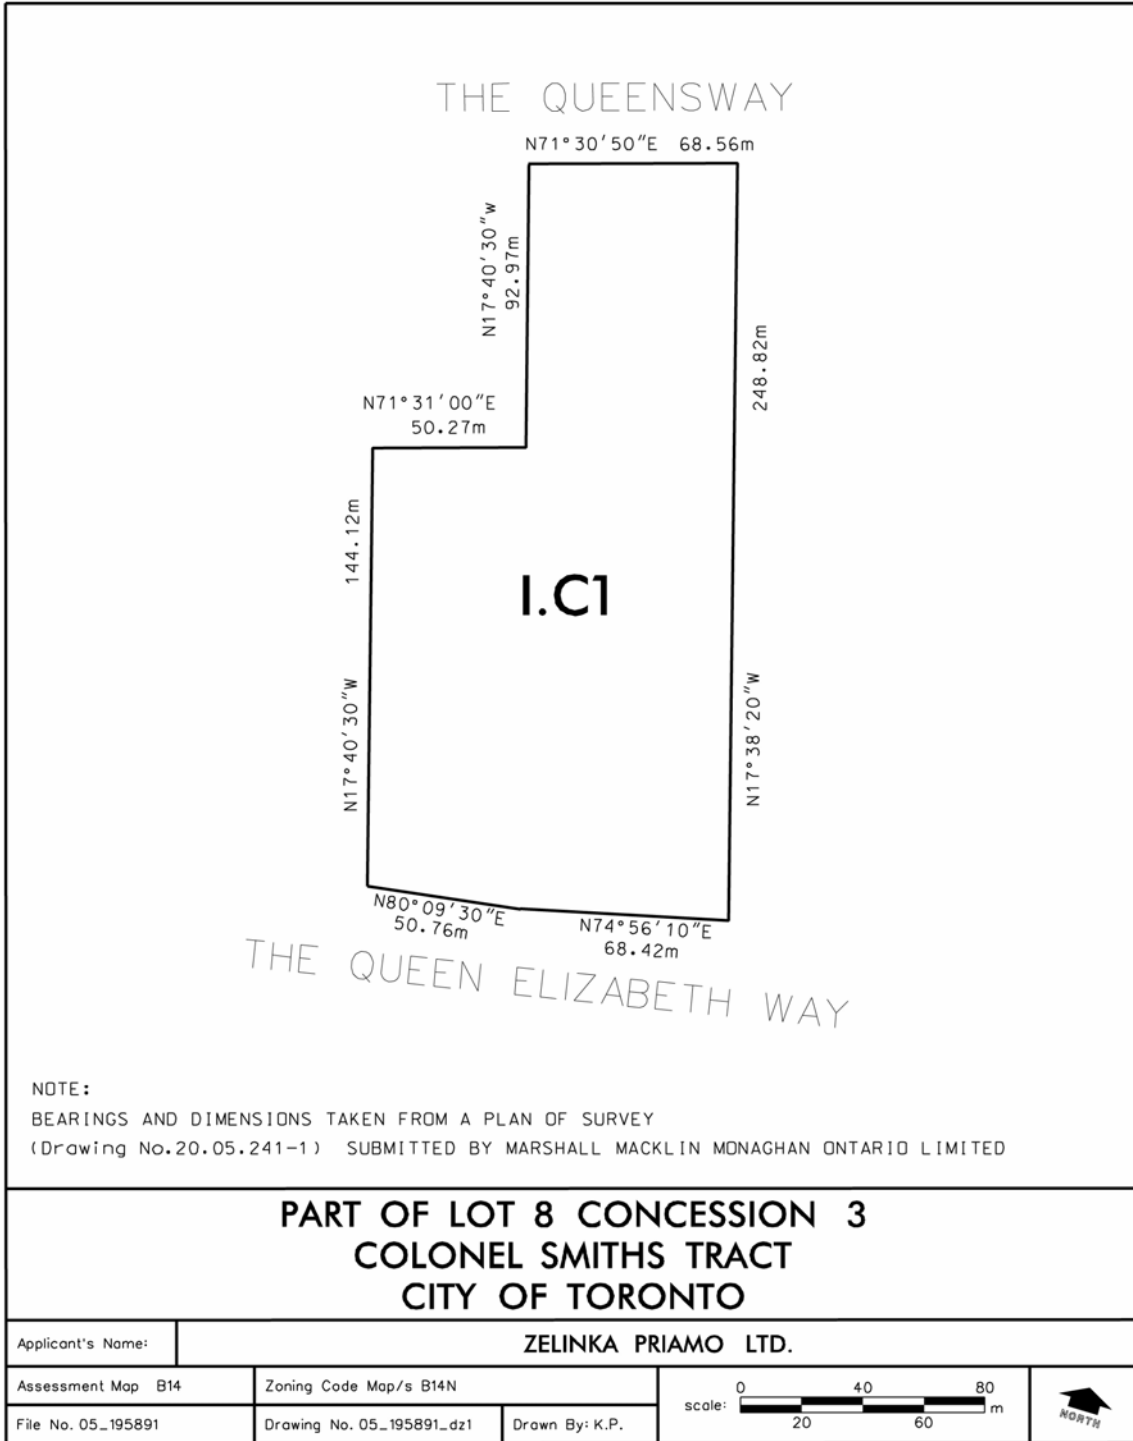 THE QUEENSWAY
N71°30'50"E 68.56m
N17°40'30"W
92.97m
248.82m
N71°31'00"E
50.27m
144.12m
I.C1
N17°40'30"W
N17°38'20"W
N80°09'30"E
50.76m
N74°56'10"E
68.42m
THE QUEEN ELIZABETH WAY
NOTE:
BEARINGS AND DIMENSIONS TAKEN FROM A PLAN OF SURVEY
(Drawing No.20.05.241-1) SUBMITTED BY MARSHALL MACKLIN MONAGHAN ONTARIO LIMITED
PART OF LOT 8 CONCESSION 3
COLONEL SMITHS TRACT
CITY OF TORONTO
Applicant's Name: ZELINKA PRIAMO LTD.
Assessment Map B14
Zoning Code Map/s B14N
File No. 05_195891
Drawing No. 05_195891_dz1
Drawn By: K.P.
0 40 80
scale: m
20 60
NORTH